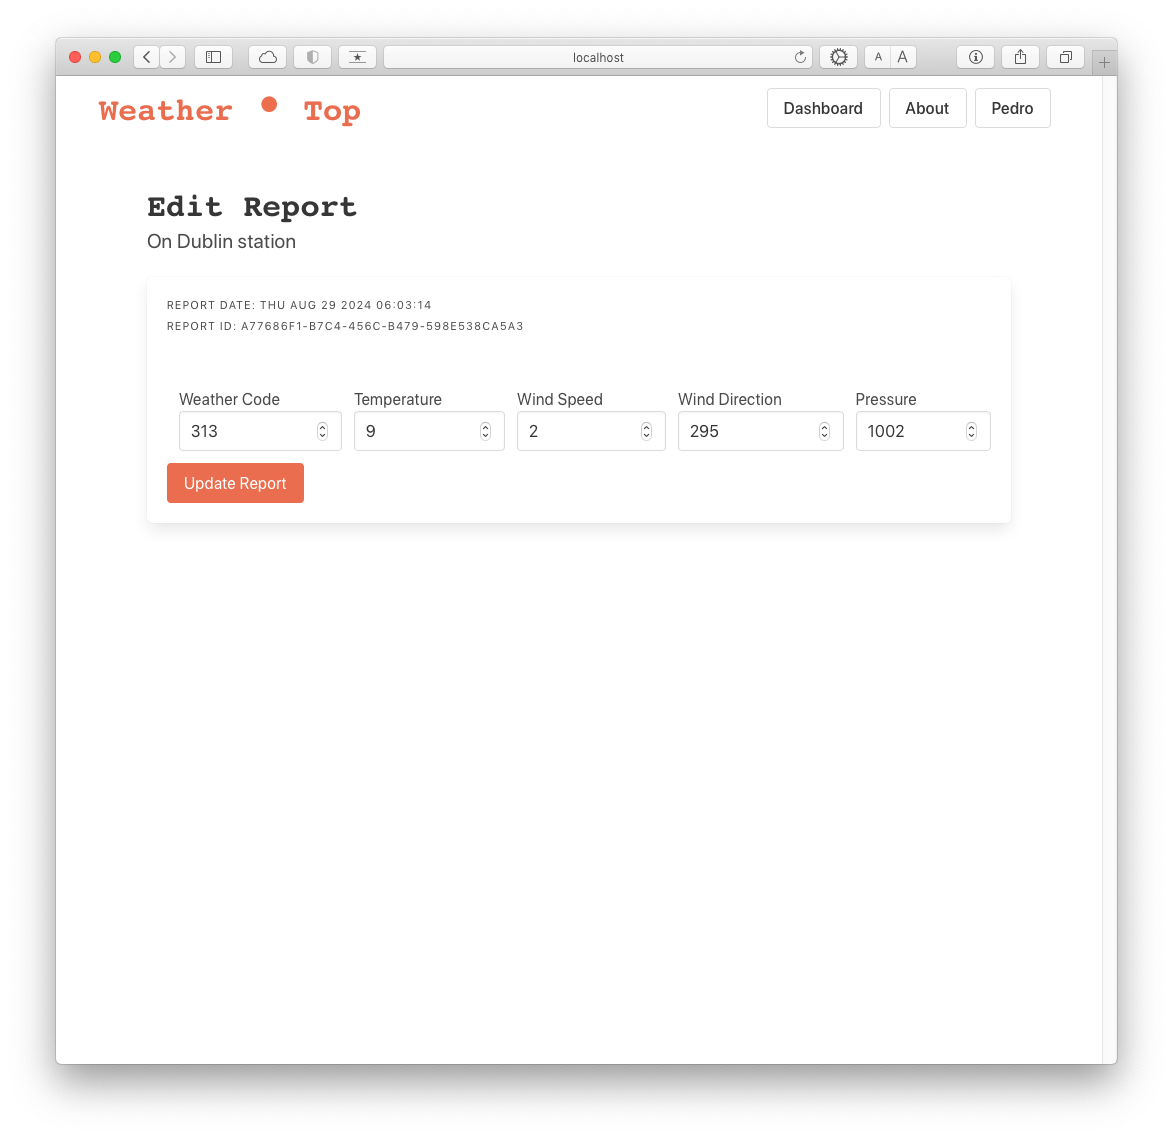 localhost
A A
Weather • Top
Dashboard About Pedro
Edit Report
On Dublin station
REPORT DATE: THU AUG 29 2024 06:03:14
REPORT ID: A77686F1-B7C4-456C-B479-598E538CA5A3
Weather Code Temperature Wind Speed Wind Direction Pressure
313 9 2 295 1002
Update Report